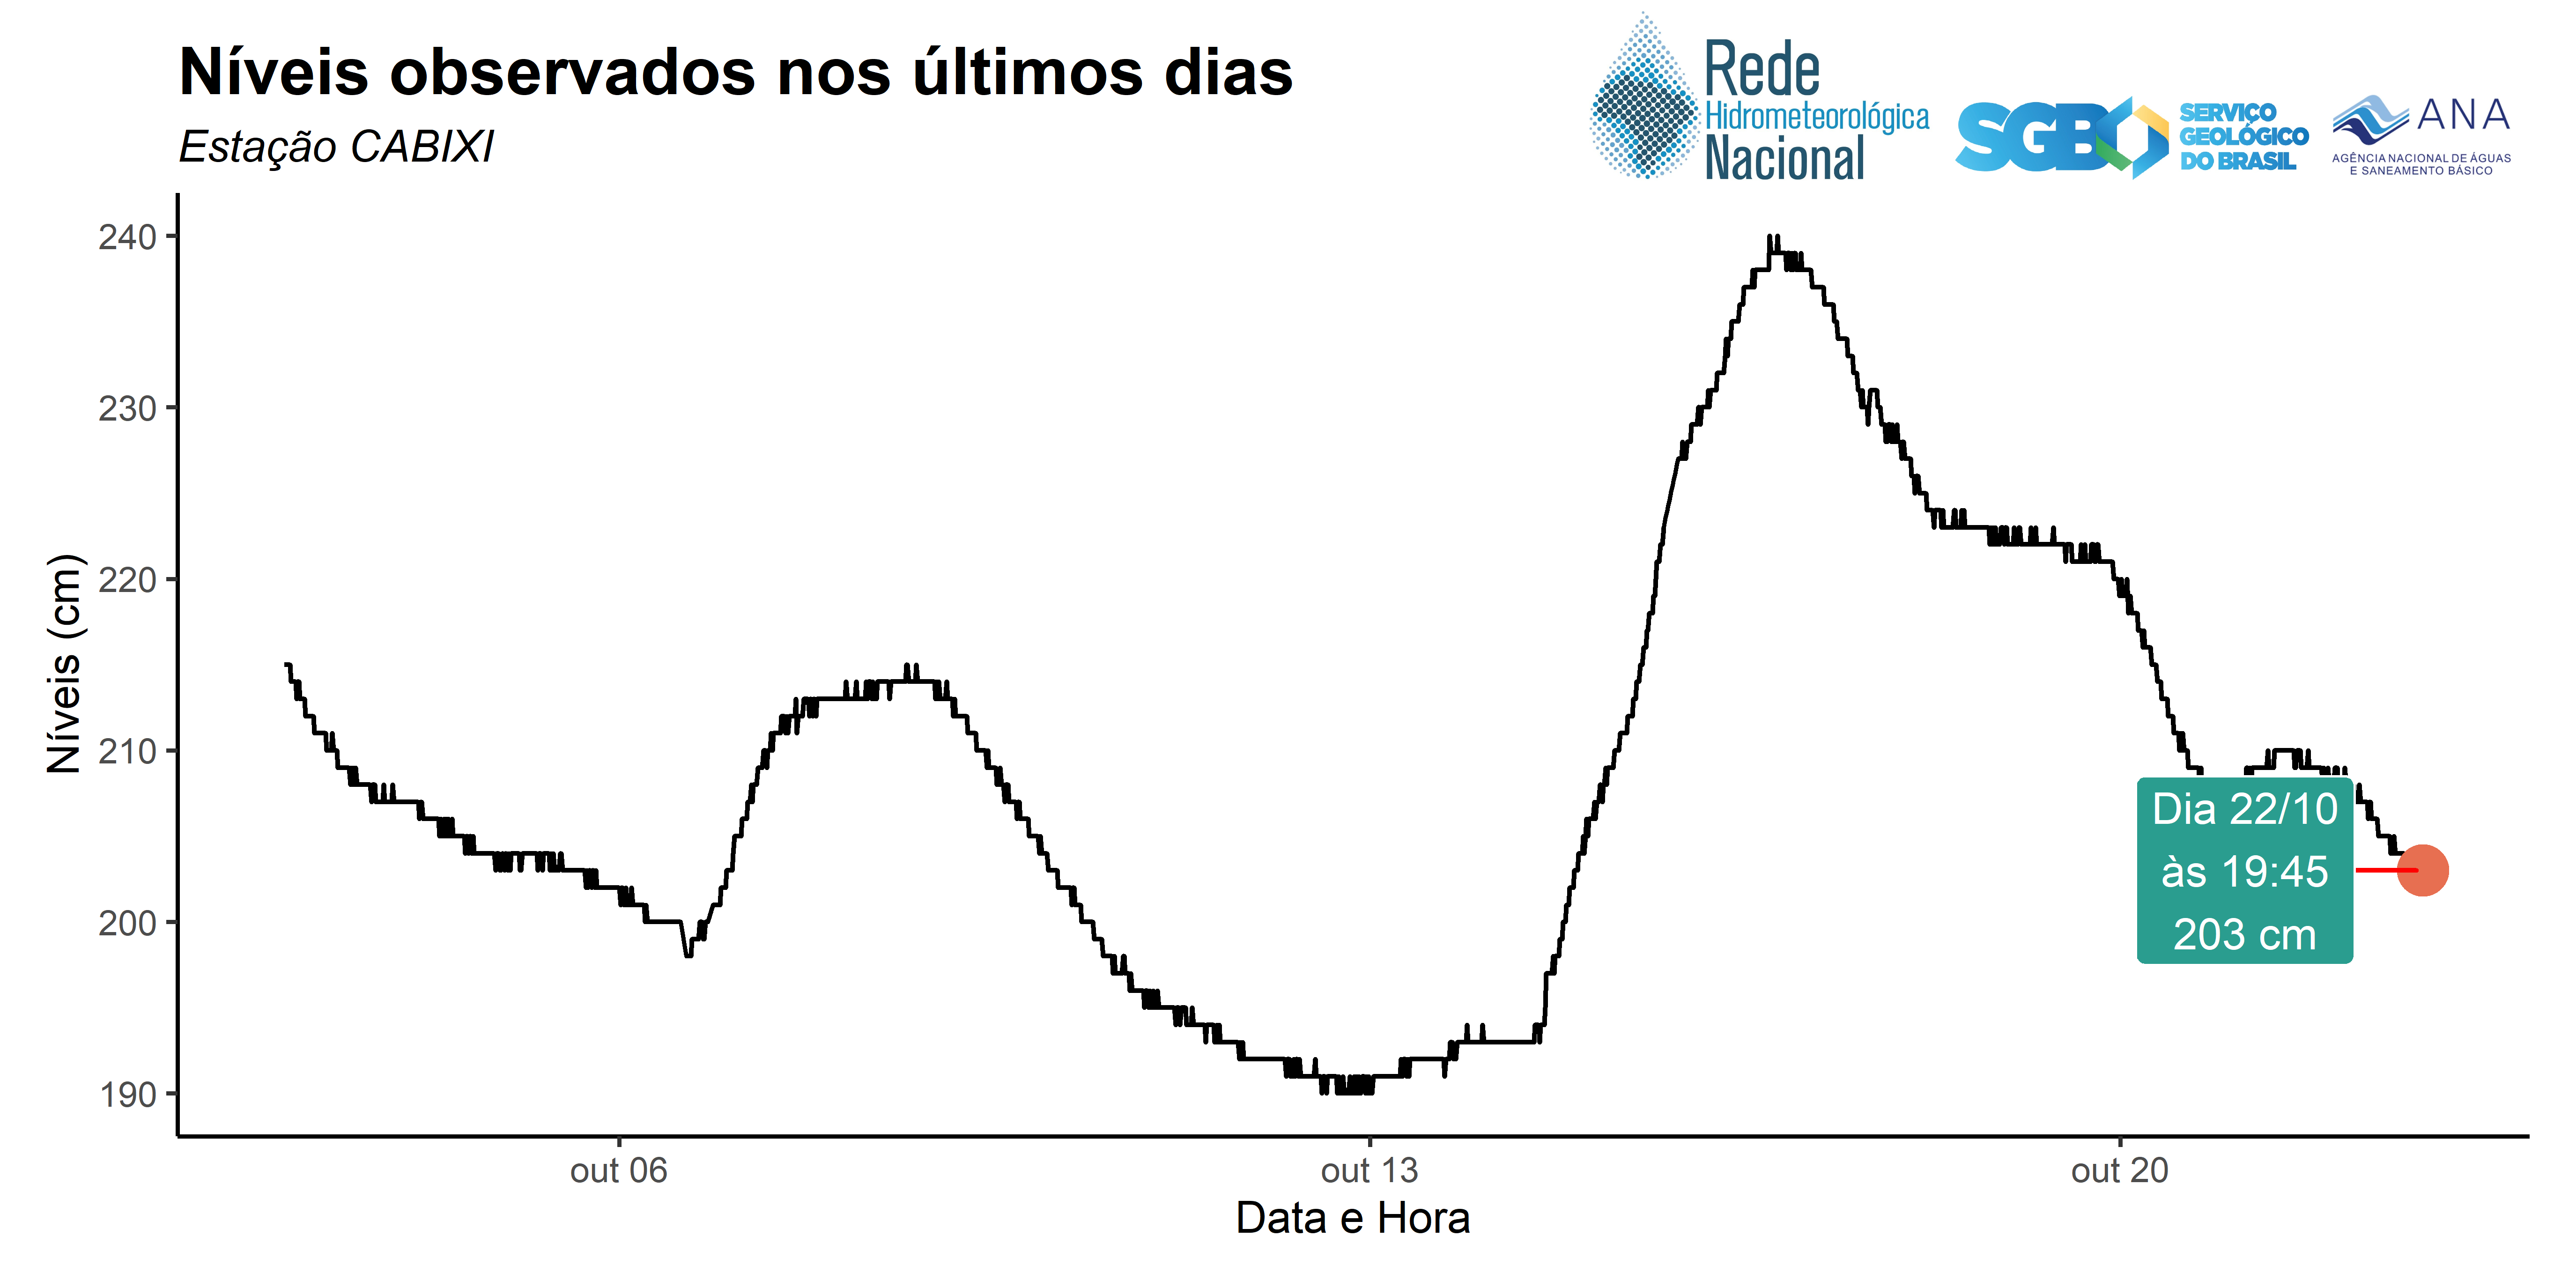 Níveis observados nos últimos dias
Estação CABIXI
Rede
Hidrometeorológica
Nacional
SGB
SERVIÇO
GEOLÓGICO
DO BRASIL
ANA
AGÊNCIA NACIONAL DE ÁGUAS
E SANEAMENTO BÁSICO
Níveis (cm)
240
230
220
210
200
190
Dia 22/10
às 19:45
203 cm
out 06
out 13
out 20
Data e Hora